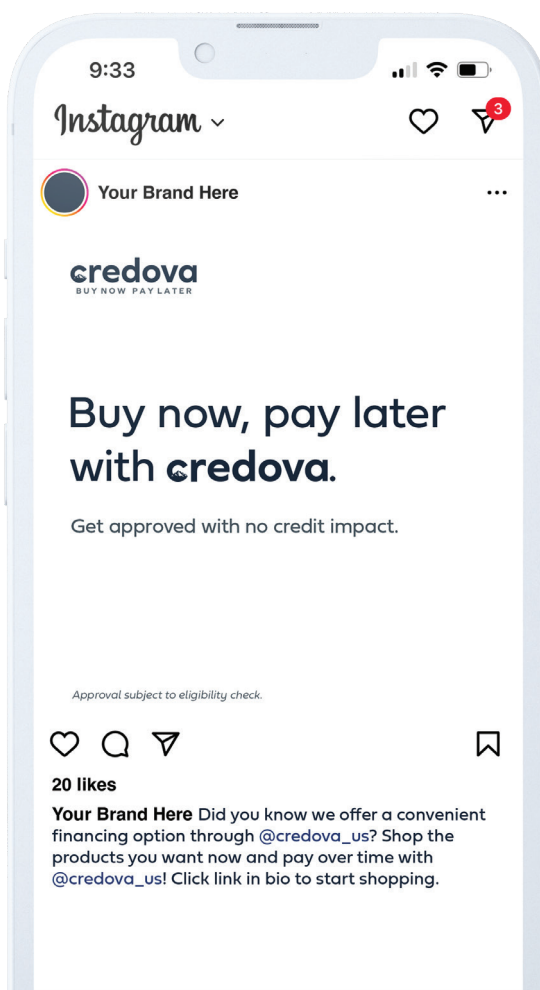 9:33
Instagram
3
Your Brand Here
credova
BUY NOW PAY LATER
Buy now, pay later
with credova.
Get approved with no credit impact.
Approval subject to eligibility check.
20 likes
Your Brand Here Did you know we offer a convenient
financing option through @credova_us? Shop the
products you want now and pay over time with
@credova_us! Click link in bio to start shopping.